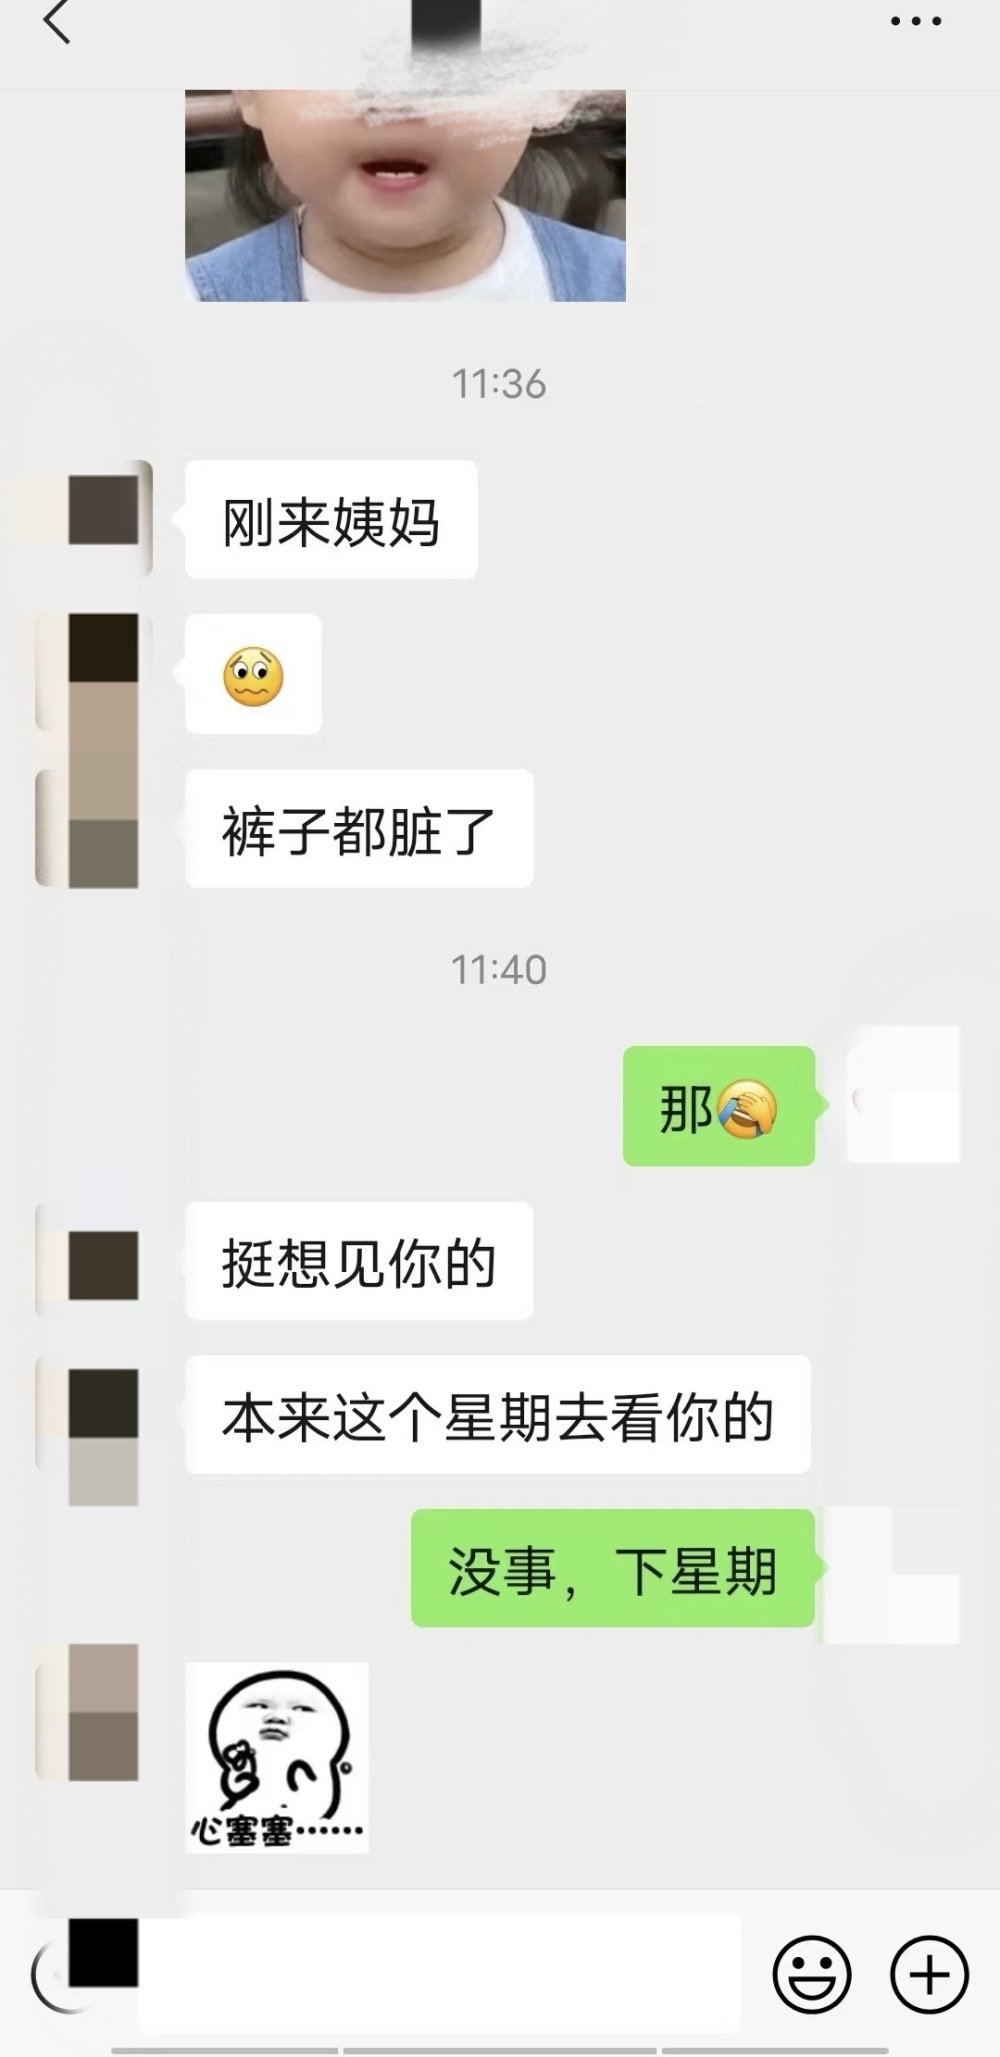 11:36
刚来姨妈
裤子都脏了
11:40
那
挺想见你的
本来这个星期去看你的
没事，下星期
心塞塞……